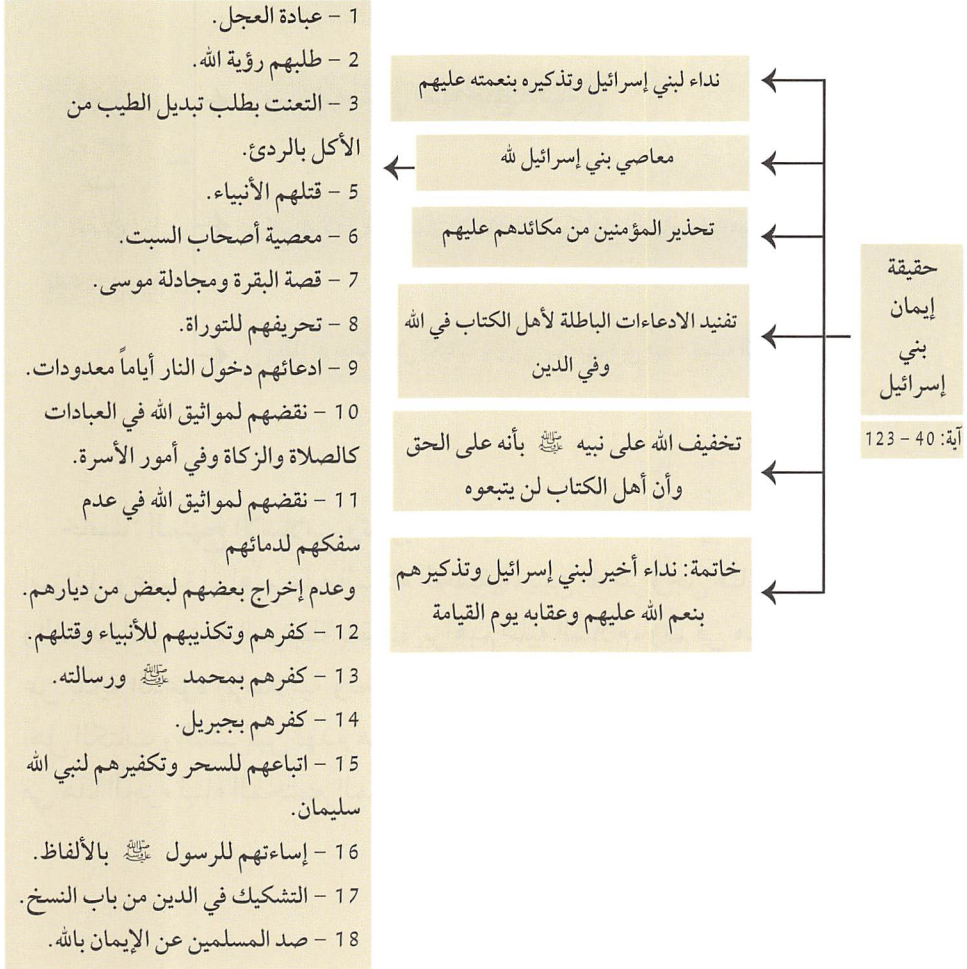 حقيقة
إيمان
بني
إسرائيل
آية: 40 – 123
نداء لبني إسرائيل وتذكيره بنعمته عليهم
معاصي بني إسرائيل لله
تحذير المؤمنين من مكائدهم عليهم
تفنيد الادعاءات الباطلة لأهل الكتاب في الله
وفي الدين
تخفيف الله على نبيه ﷺ بأنه على الحق
وأن أهل الكتاب لن يتبعوه
خاتمة: نداء أخير لبني إسرائيل وتذكيرهم
بنعم الله عليهم وعقابه يوم القيامة
1 – عبادة العجل.
2 – طلبهم رؤية الله.
3 – التعنت بطلب تبديل الطيب من
الأكل بالردئ.
5 – قتلهم الأنبياء.
6 – معصية أصحاب السبت.
7 – قصة البقرة ومجادلة موسى.
8 – تحريفهم للتوراة.
9 – ادعائهم دخول النار أياماً معدودات.
10 – نقضهم لمواثيق الله في العبادات
كالصلاة والزكاة وفي أمور الأسرة.
11 – نقضهم لمواثيق الله في عدم
سفكهم لدمائهم
وعدم إخراج بعضهم لبعض من ديارهم.
12 – كفرهم وتكذيبهم للأنبياء وقتلهم.
13 – كفرهم بمحمد ﷺ ورسالته.
14 – كفرهم بجبريل.
15 – اتباعهم للسحر وتكفيرهم لنبي الله
سليمان.
16 – إساءتهم للرسول ﷺ بالألفاظ.
17 – التشكيك في الدين من باب النسخ.
18 – صد المسلمين عن الإيمان بالله.